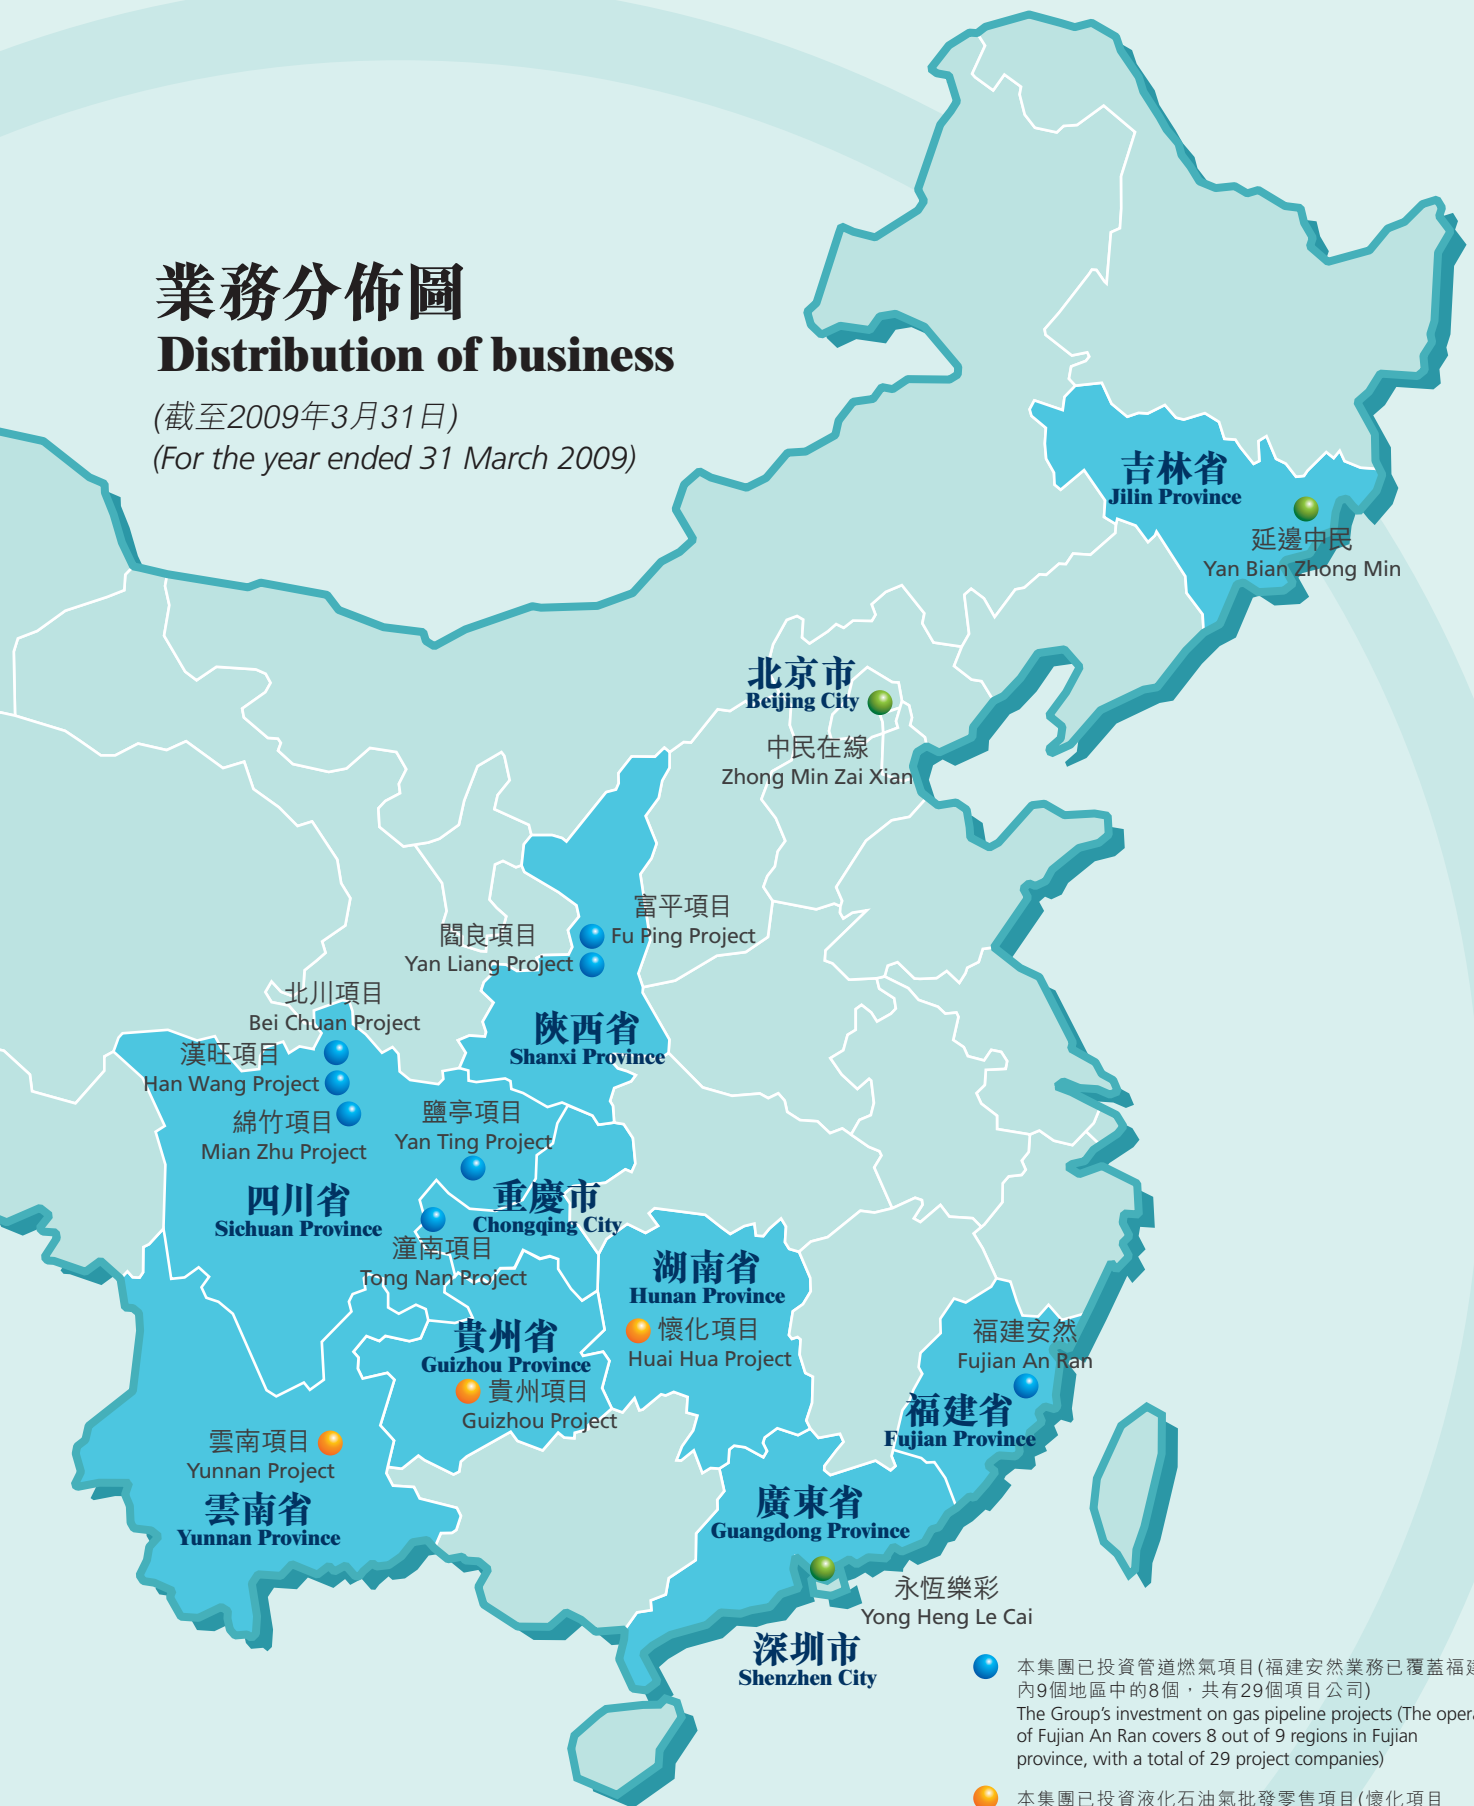 業務分佈圖
Distribution of business
(截至2009年3月31日)
(For the year ended 31 March 2009)
吉林省
Jilin Province
延邊中民
Yan Bian Zhong Min
北京市
Beijing City
中民在線
Zhong Min Zai Xian
富平項目
Fu Ping Project
閻良項目
Yan Liang Project
北川項目
Bei Chuan Project
陝西省
Shanxi Province
漢旺項目
Han Wang Project
綿竹項目
Mian Zhu Project
鹽亭項目
Yan Ting Project
四川省
Sichuan Province
重慶市
Chongqing City
潼南項目
Tong Nan Project
湖南省
Hunan Province
懷化項目
Huai Hua Project
貴州省
Guizhou Province
貴州項目
Guizhou Project
福建安然
Fujian An Ran
福建省
Fujian Province
雲南項目
Yunnan Project
雲南省
Yunnan Province
廣東省
Guangdong Province
永恆樂彩
Yong Heng Le Cai
深圳市
Shenzhen City
本集團已投資管道燃氣項目(福建安然業務已覆蓋福建
內9個地區中的8個，共有29個項目公司)
The Group's investment on gas pipeline projects (The opera
of Fujian An Ran covers 8 out of 9 regions in Fujian
province, with a total of 29 project companies)
本集團已投資液化石油氣批發零售項目(懷化項目